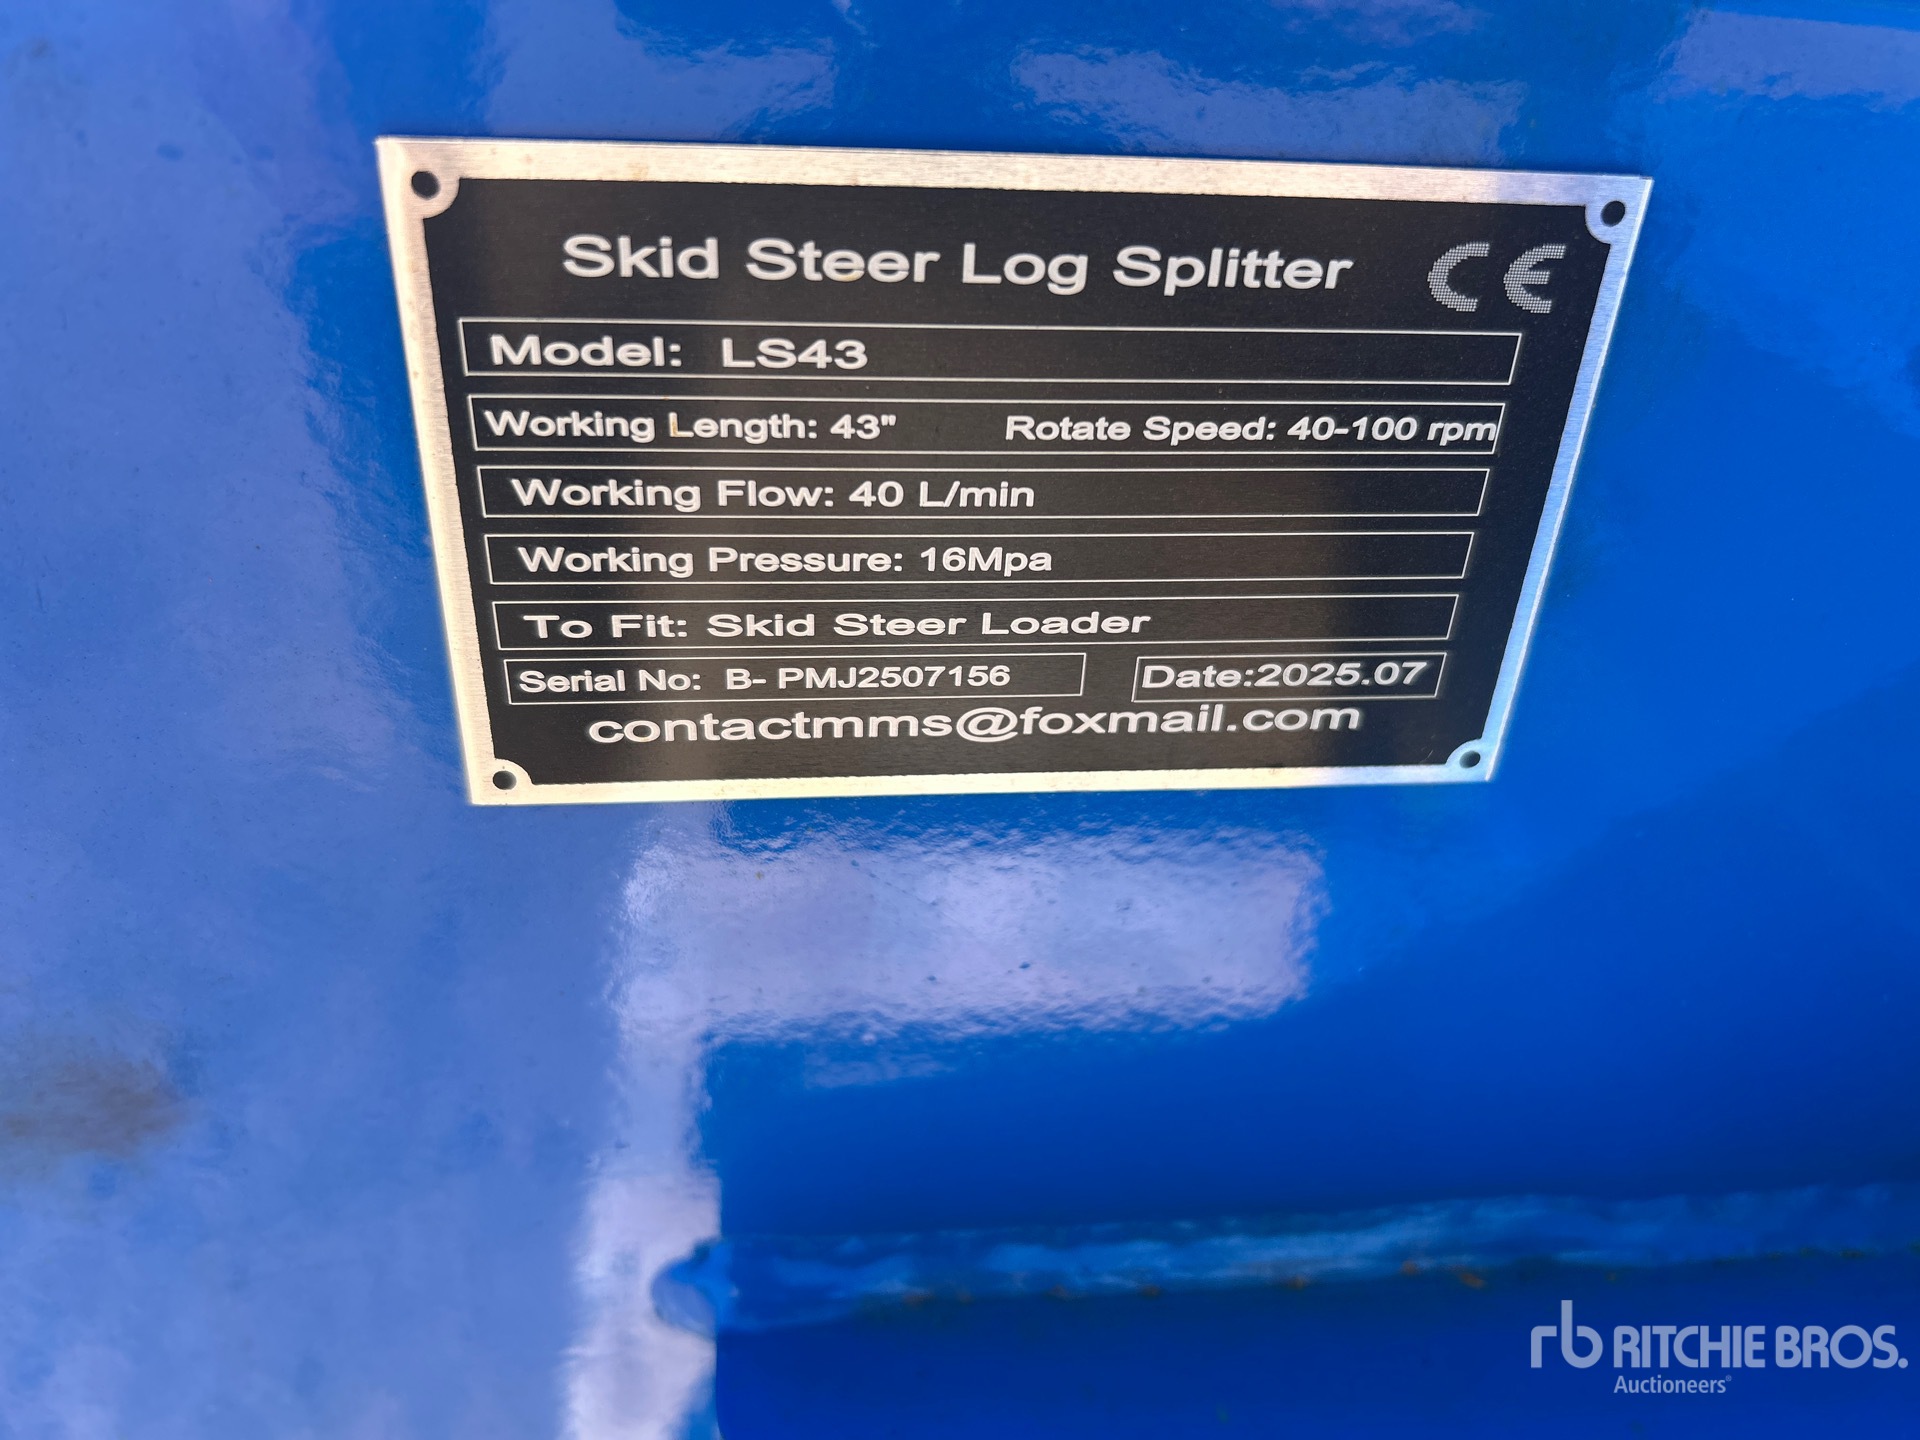 Skid Steer Log Splitter CE
Model: LS43
Working Length: 43" Rotate Speed: 40-100 rpm
Working Flow: 40 L/min
Working Pressure: 16Mpa
To Fit: Skid Steer Loader
Serial No: B- PMJ2507156 Date:2025.07
contactmms@foxmail.com
rb RITCHIE BROS.
Auctioneers